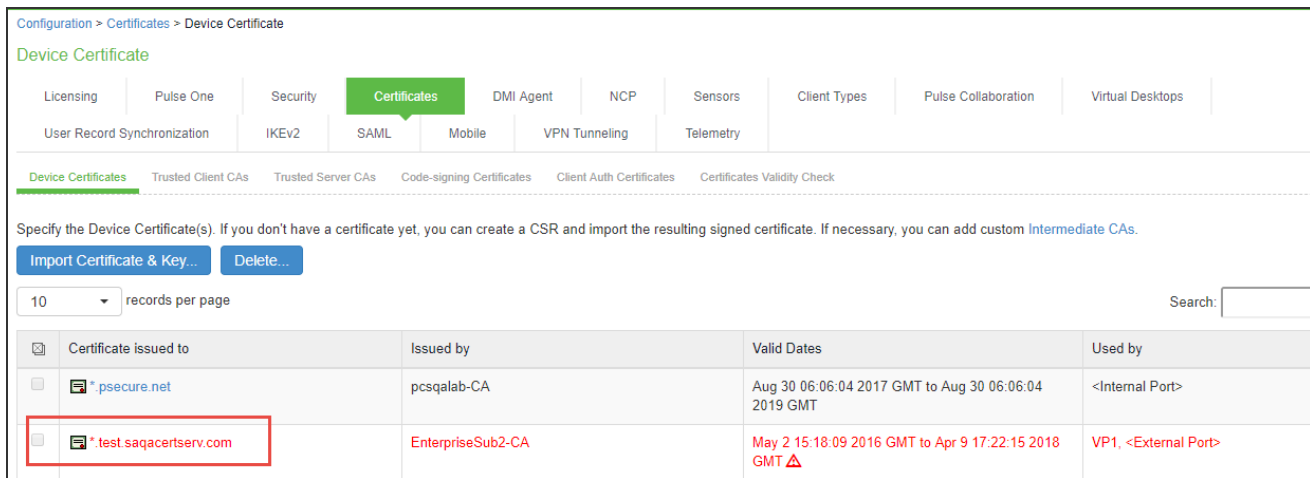 Configuration > Certificates > Device Certificate
Device Certificate
Licensing Pulse One Security Certificates DMI Agent NCP Sensors Client Types Pulse Collaboration Virtual Desktops
User Record Synchronization IKEv2 SAML Mobile VPN Tunneling Telemetry
Device Certificates Trusted Client CAs Trusted Server CAs Code-signing Certificates Client Auth Certificates Certificates Validity Check
Specify the Device Certificate(s). If you don't have a certificate yet, you can create a CSR and import the resulting signed certificate. If necessary, you can add custom Intermediate CAs.
Import Certificate & Key... Delete...
10 records per page Search:
Certificate issued to Issued by Valid Dates Used by
*.psecure.net pcsqalab-CA Aug 30 06:06:04 2017 GMT to Aug 30 06:06:04 <Internal Port>
2019 GMT
*.test.saqacertserv.com EnterpriseSub2-CA May 2 15:18:09 2016 GMT to Apr 9 17:22:15 2018 VP1, <External Port>
GMT